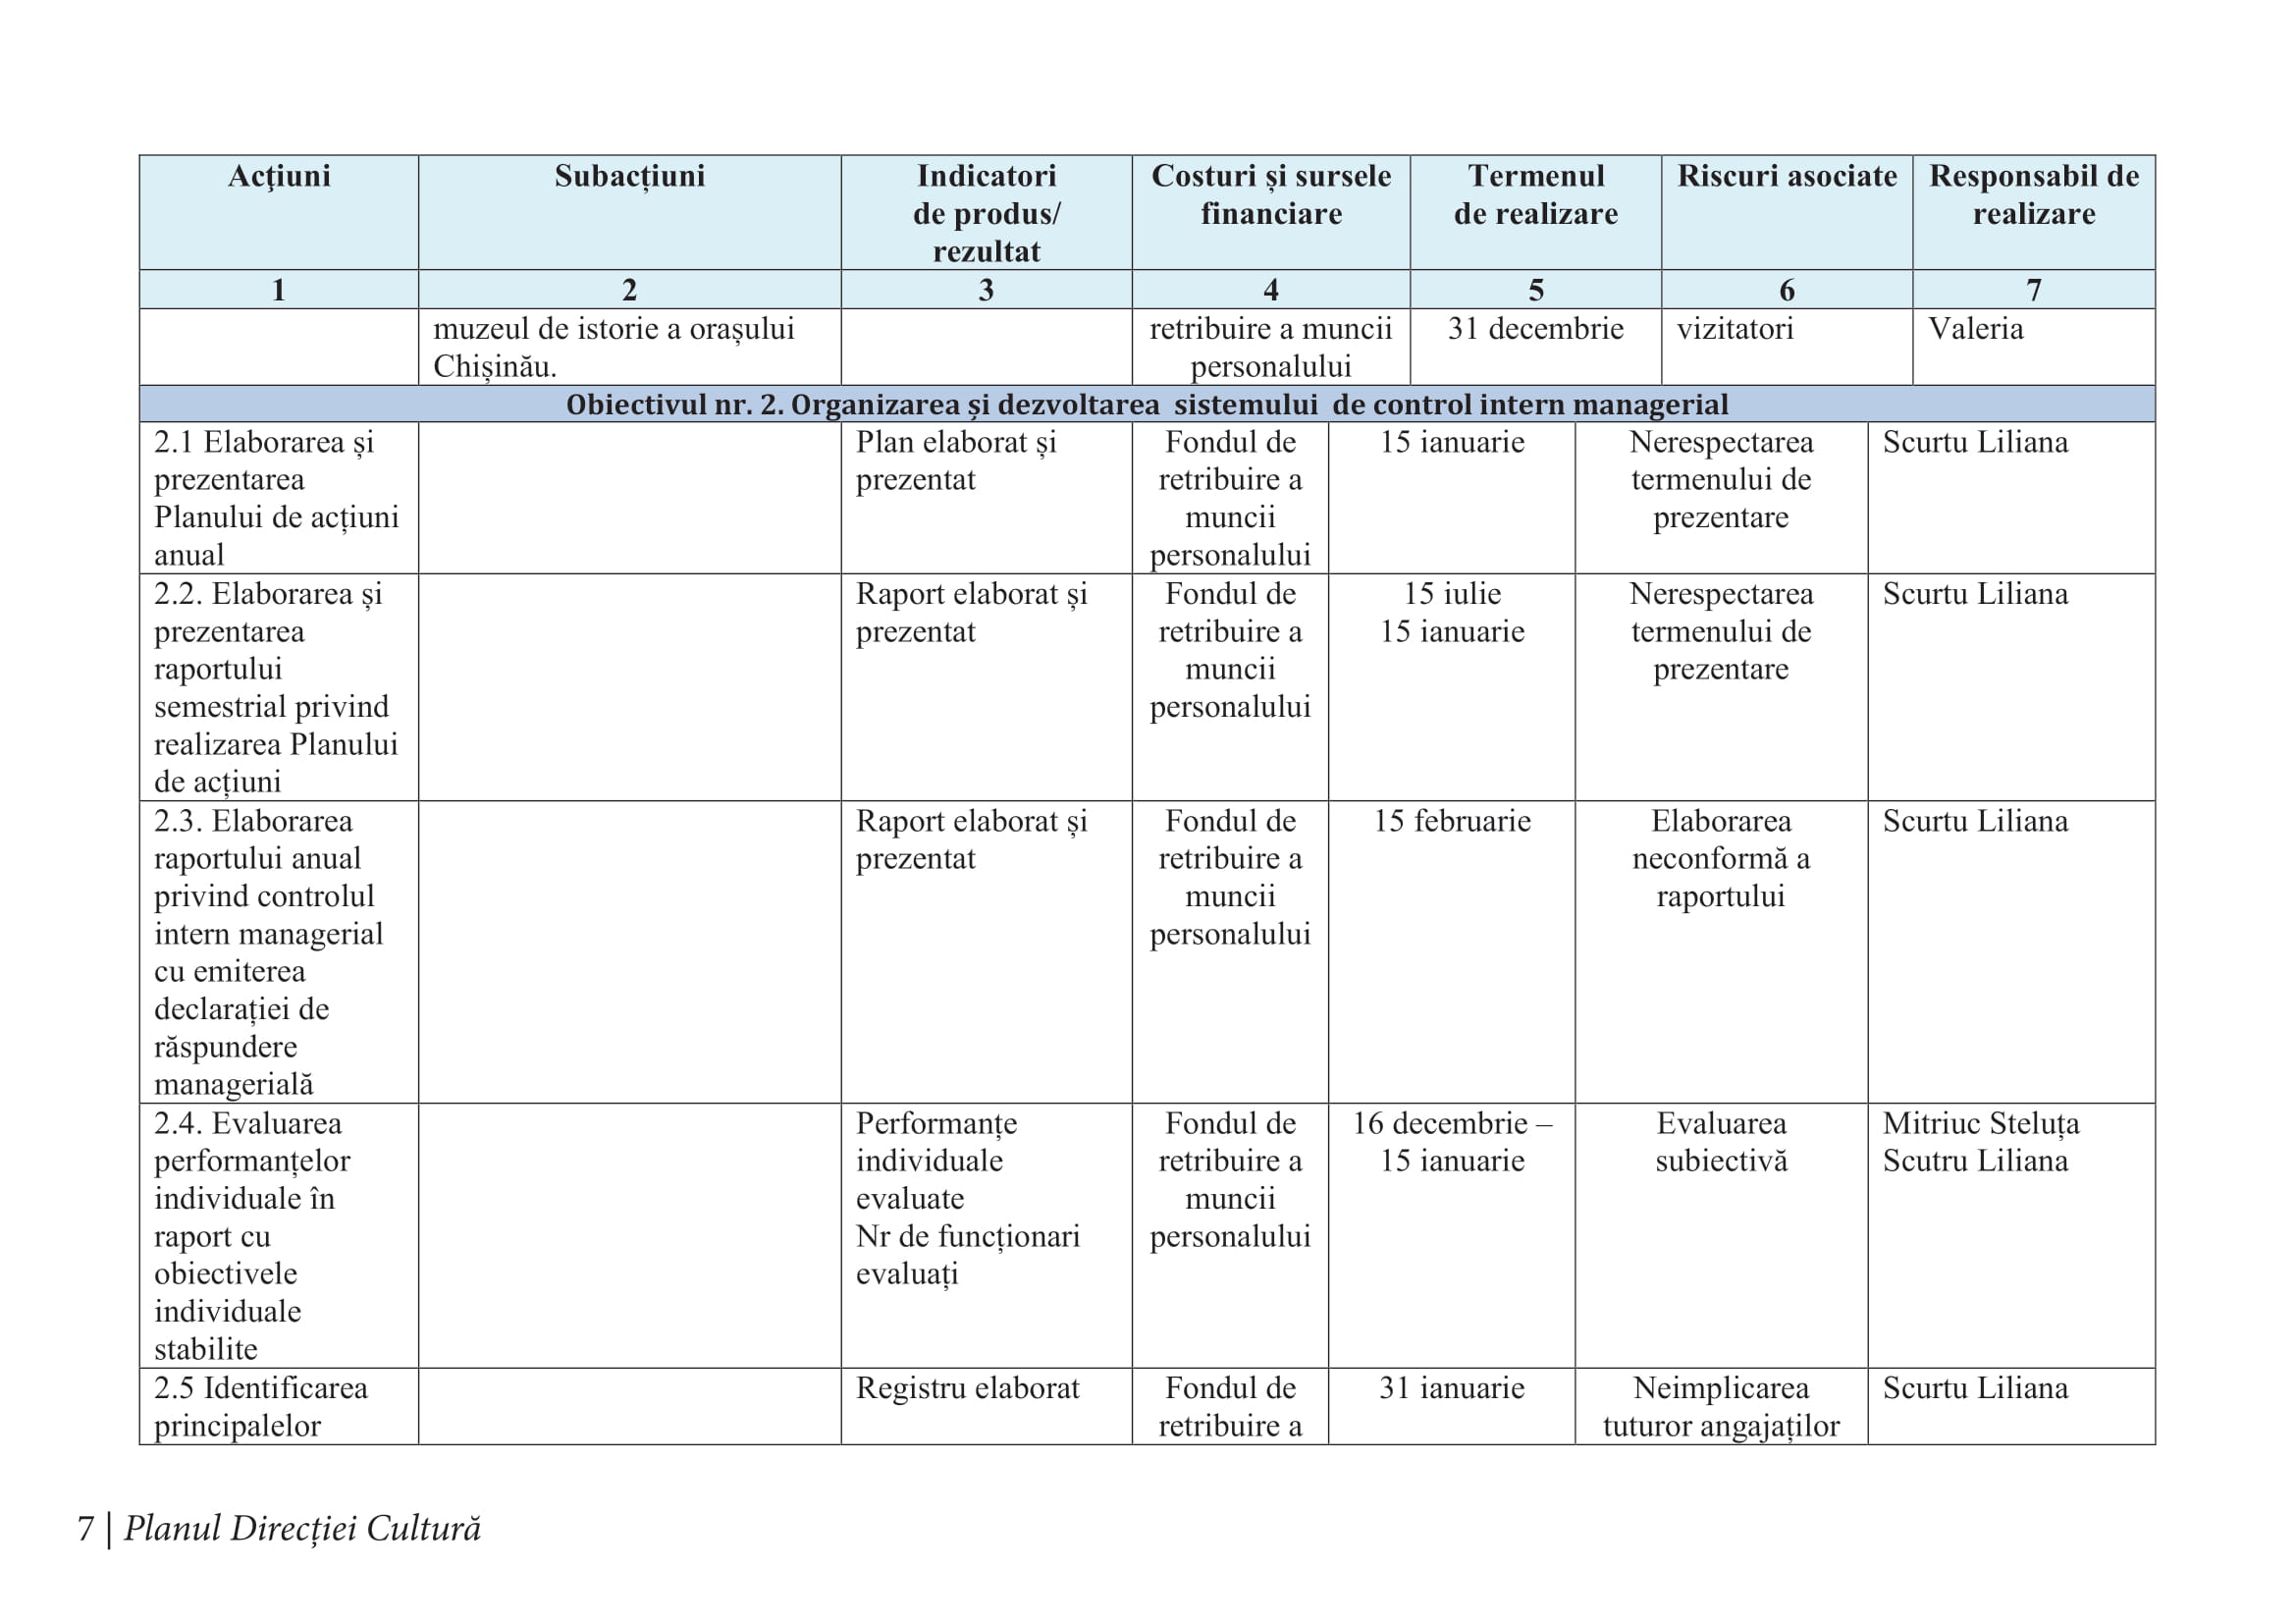 Acţiuni
Subacțiuni
Indicatori
de produs/
rezultat
Costuri și sursele
financiare
Termenul
de realizare
Riscuri asociate
Responsabil de
realizare
1
2
3
4
5
6
7
muzeul de istorie a orașului
Chișinău.
retribuire a muncii
personalului
31 decembrie
vizitatori
Valeria
Obiectivul nr. 2. Organizarea și dezvoltarea sistemului de control intern managerial
2.1 Elaborarea și
prezentarea
Planului de acțiuni
anual
Plan elaborat și
prezentat
Fondul de
retribuire a
muncii
personalului
15 ianuarie
Nerespectarea
termenului de
prezentare
Scurtu Liliana
2.2. Elaborarea și
prezentarea
raportului
semestrial privind
realizarea Planului
de acțiuni
Raport elaborat și
prezentat
Fondul de
retribuire a
muncii
personalului
15 iulie
15 ianuarie
Nerespectarea
termenului de
prezentare
Scurtu Liliana
2.3. Elaborarea
raportului anual
privind controlul
intern managerial
cu emiterea
declarației de
răspundere
managerială
Raport elaborat și
prezentat
Fondul de
retribuire a
muncii
personalului
15 februarie
Elaborarea
neconformă a
raportului
Scurtu Liliana
2.4. Evaluarea
performanțelor
individuale în
raport cu
obiectivele
individuale
stabilite
Performanțe
individuale
evaluate
Nr de funcționari
evaluați
Fondul de
retribuire a
muncii
personalului
16 decembrie –
15 ianuarie
Evaluarea
subiectivă
Mitriuc Steluța
Scutru Liliana
2.5 Identificarea
principalelor
Registru elaborat
Fondul de
retribuire a
31 ianuarie
Neimplicarea
tuturor angajaților
Scurtu Liliana
7 | Planul Direcției Cultură